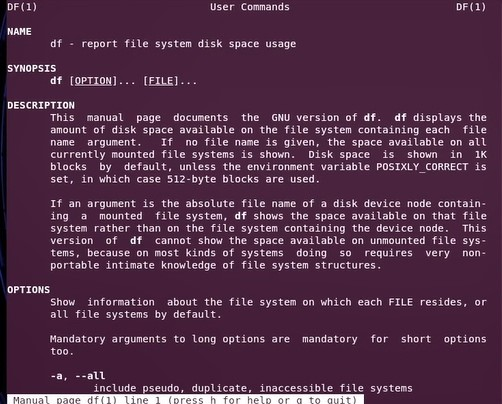 DF(1) User Commands DF(1)
NAME
df - report file system disk space usage
SYNOPSIS
df [OPTION]... [FILE]...
DESCRIPTION
This manual page documents the GNU version of df. df displays the
amount of disk space available on the file system containing each file
name argument. If no file name is given, the space available on all
currently mounted file systems is shown. Disk space is shown in 1K
blocks by default, unless the environment variable POSIXLY_CORRECT is
set, in which case 512-byte blocks are used.
If an argument is the absolute file name of a disk device node contain-
ing a mounted file system, df shows the space available on that file
system rather than on the file system containing the device node. This
version of df cannot show the space available on unmounted file sys-
tems, because on most kinds of systems doing so requires very non-
portable intimate knowledge of file system structures.
OPTIONS
Show information about the file system on which each FILE resides, or
all file systems by default.
Mandatory arguments to long options are mandatory for short options
too.
-a, --all
include pseudo, duplicate, inaccessible file systems
Manual page df(1) line 1 (press h for help or q to quit)